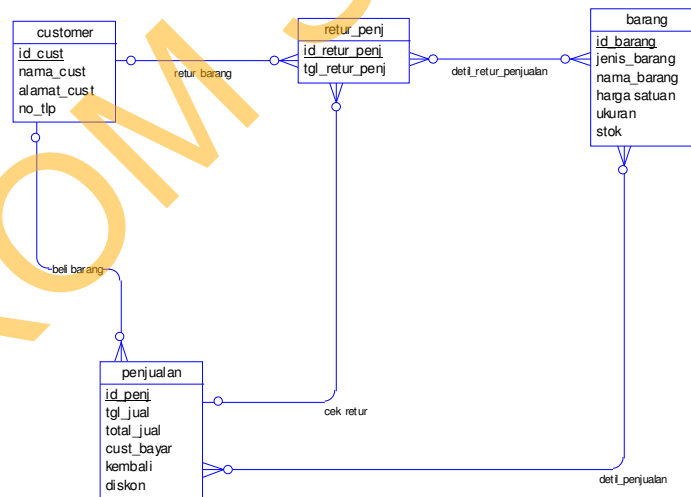 customer
id_cust
nama_cust
alamat_cust
no_tlp
retur barang
retur_penj
id_retur_penj
tgl_retur_penj
detil_retur_penjualan
barang
id_barang
jenis_barang
nama_barang
harga satuan
ukuran
stok
beli barang
penjualan
id_penj
tgl_jual
total_jual
cust_bayar
kembali
diskon
cek retur
detil_penjualan